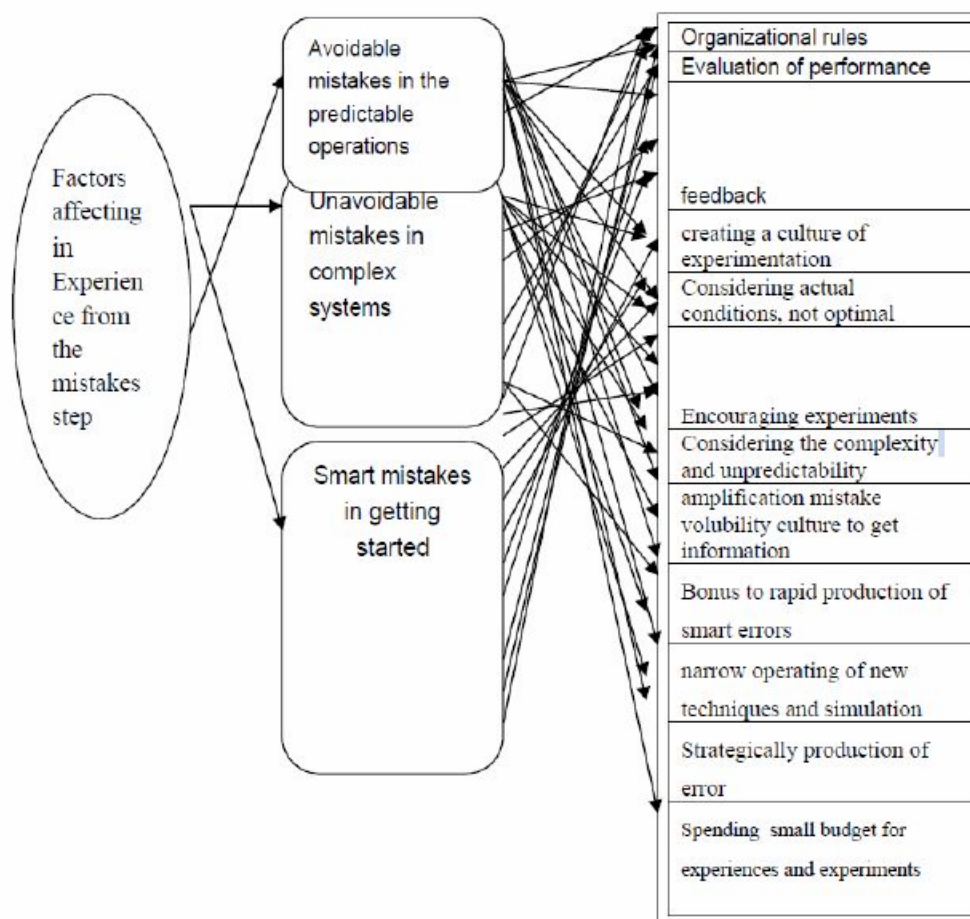 Factors
affecting
in
Experien
ce from
the
mistakes
step
Avoidable
mistakes in the
predictable
operations
Unavoidable
mistakes in
complex
systems
Smart mistakes
in getting
started
Organizational rules
Evaluation of performance
feedback
creating a culture of
experimentation
Considering actual
conditions, not optimal
Encouraging experiments
Considering the complexity
and unpredictability
amplification mistake
volubility culture to get
information
Bonus to rapid production of
smart errors
narrow operating of new
techniques and simulation
Strategically production of
error
Spending small budget for
experiences and experiments